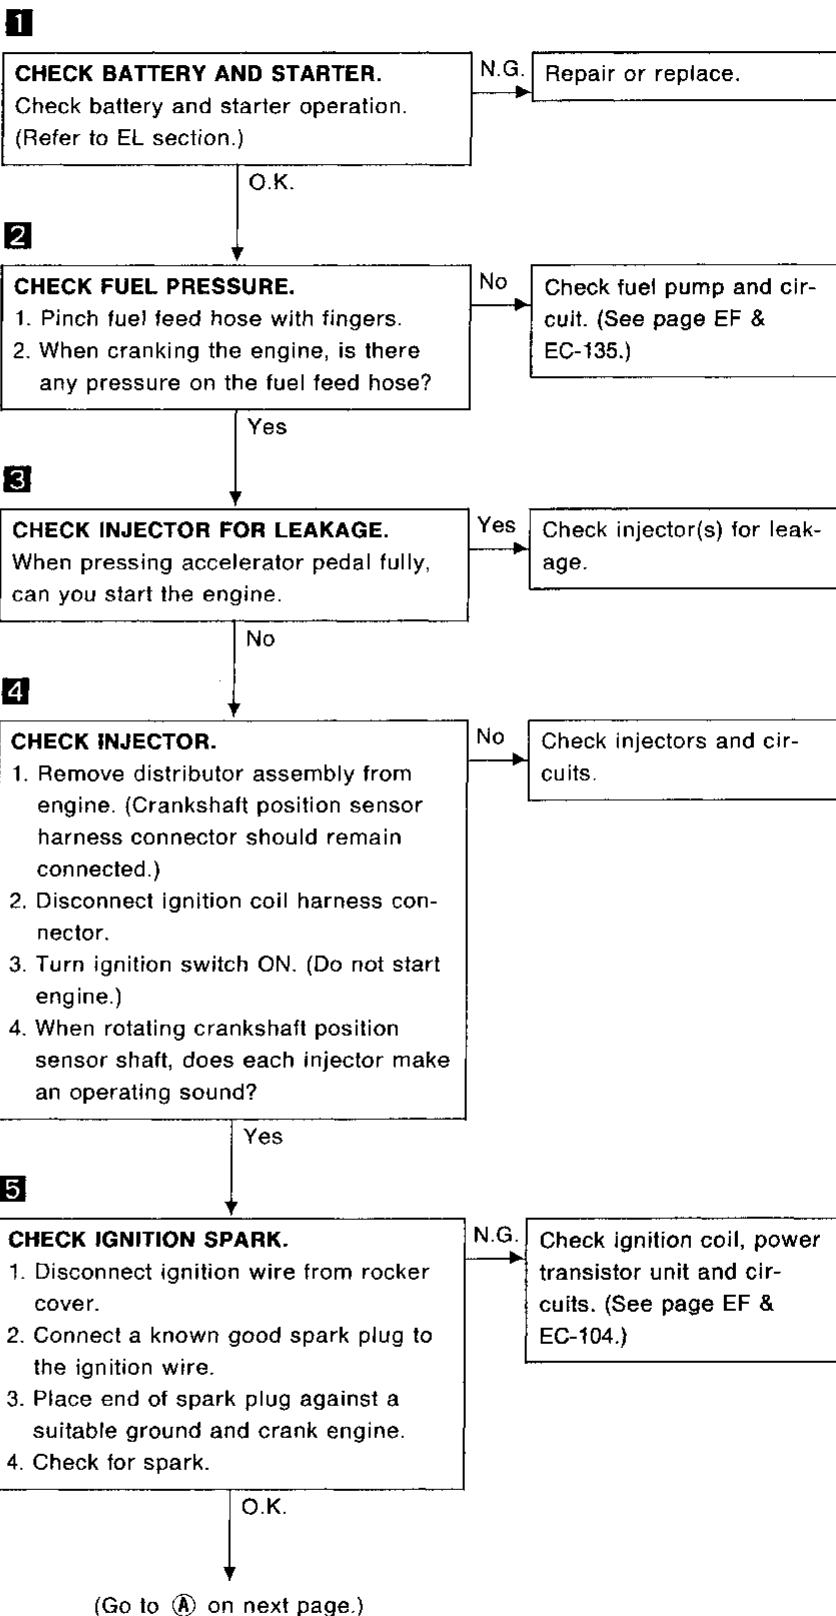 1
CHECK BATTERY AND STARTER.
Check battery and starter operation.
(Refer to EL section.)
N.G.
Repair or replace.
O.K.
2
CHECK FUEL PRESSURE.
1. Pinch fuel feed hose with fingers.
2. When cranking the engine, is there
any pressure on the fuel feed hose?
No
Check fuel pump and cir-
cuit. (See page EF &
EC-135.)
Yes
3
CHECK INJECTOR FOR LEAKAGE.
When pressing accelerator pedal fully,
can you start the engine.
Yes
Check injector(s) for leak-
age.
No
4
CHECK INJECTOR.
1. Remove distributor assembly from
engine. (Crankshaft position sensor
harness connector should remain
connected.)
2. Disconnect ignition coil harness con-
nector.
3. Turn ignition switch ON. (Do not start
engine.)
4. When rotating crankshaft position
sensor shaft, does each injector make
an operating sound?
No
Check injectors and cir-
cuits.
Yes
5
CHECK IGNITION SPARK.
1. Disconnect ignition wire from rocker
cover.
2. Connect a known good spark plug to
the ignition wire.
3. Place end of spark plug against a
suitable ground and crank engine.
4. Check for spark.
N.G.
Check ignition coil, power
transistor unit and cir-
cuits. (See page EF &
EC-104.)
O.K.
(Go to Ⓐ on next page.)